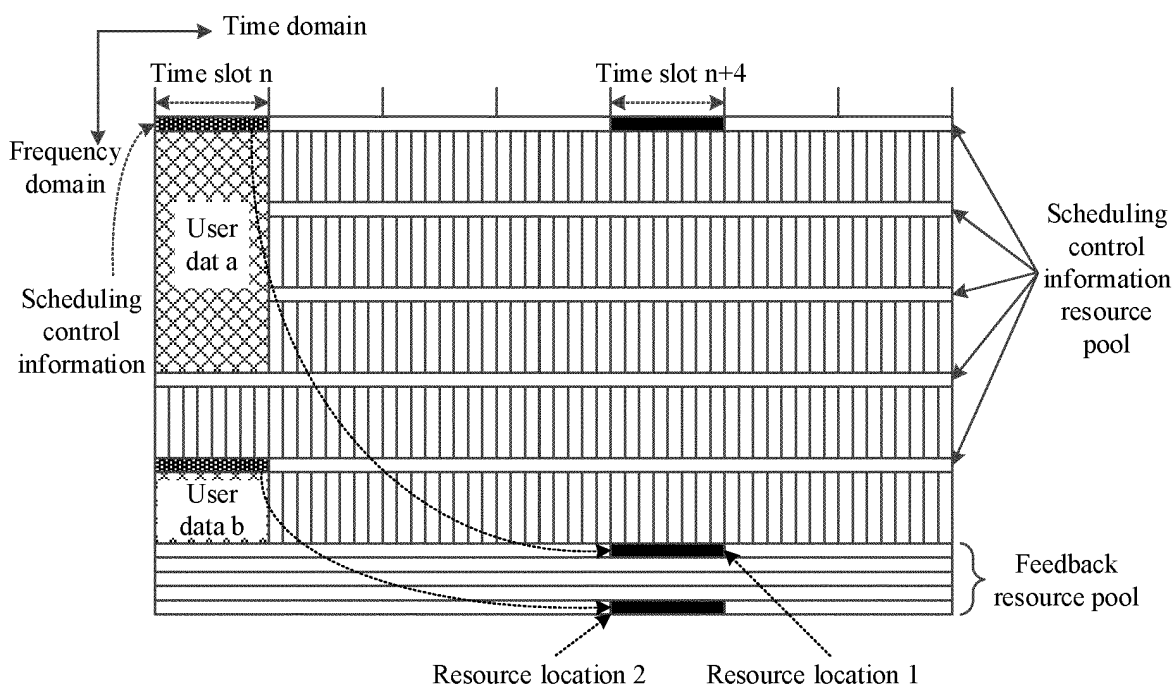 Time domain
Time slot n
Time slot n+4
Frequency
domain
User
dat a
Scheduling
control
information
Scheduling
control
information
resource
pool
User
data b
Feedback
resource pool
Resource location 2
Resource location 1